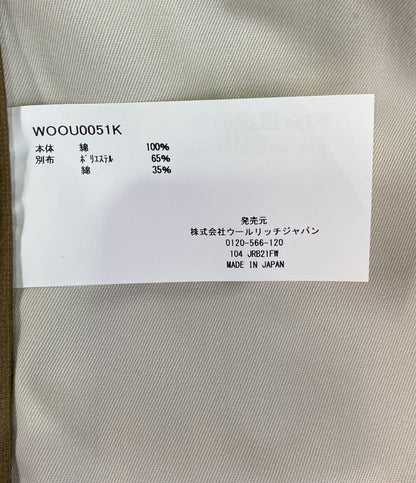 WOOU0051K
本体 綿 100%
別布 ﾎﾟﾘｴｽﾃﾙ 65%
綿 35%
発売元
株式会社ウールリッチジャパン
0120-566-120
104 JRB21FW
MADE IN JAPAN